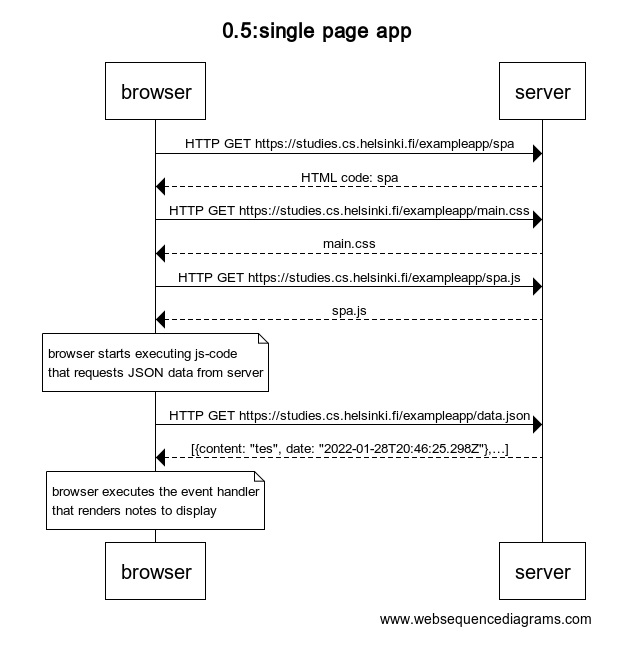 0.5:single page app
browser
server
HTTP GET https://studies.cs.helsinki.fi/exampleapp/spa
HTML code: spa
HTTP GET https://studies.cs.helsinki.fi/exampleapp/main.css
main.css
HTTP GET https://studies.cs.helsinki.fi/exampleapp/spa.js
spa.js
browser starts executing js-code
that requests JSON data from server
HTTP GET https://studies.cs.helsinki.fi/exampleapp/data.json
[{content: "tes", date: "2022-01-28T20:46:25.298Z"},...]
browser executes the event handler
that renders notes to display
browser
server
www.websequencediagrams.com